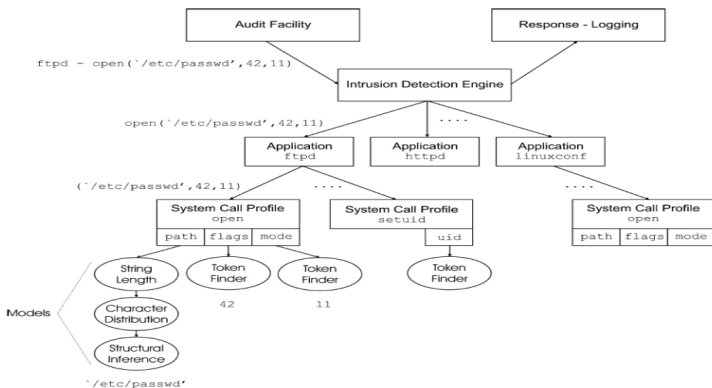 Audit Facility
Response - Logging
ftpd - open(`/etc/passwd',42,11)
Intrusion Detection Engine
open(`/etc/passwd',42,11)
....
Application
ftpd
Application
httpd
Application
linuxconf
(`/etc/passwd',42,11)
....
....
System Call Profile
open
path flags mode
System Call Profile
setuid
uid
System Call Profile
open
path flags mode
String
Length
Token
Finder
Token
Finder
Token
Finder
42
11
Models
Character
Distribution
Structural
Inference
`/etc/passwd'